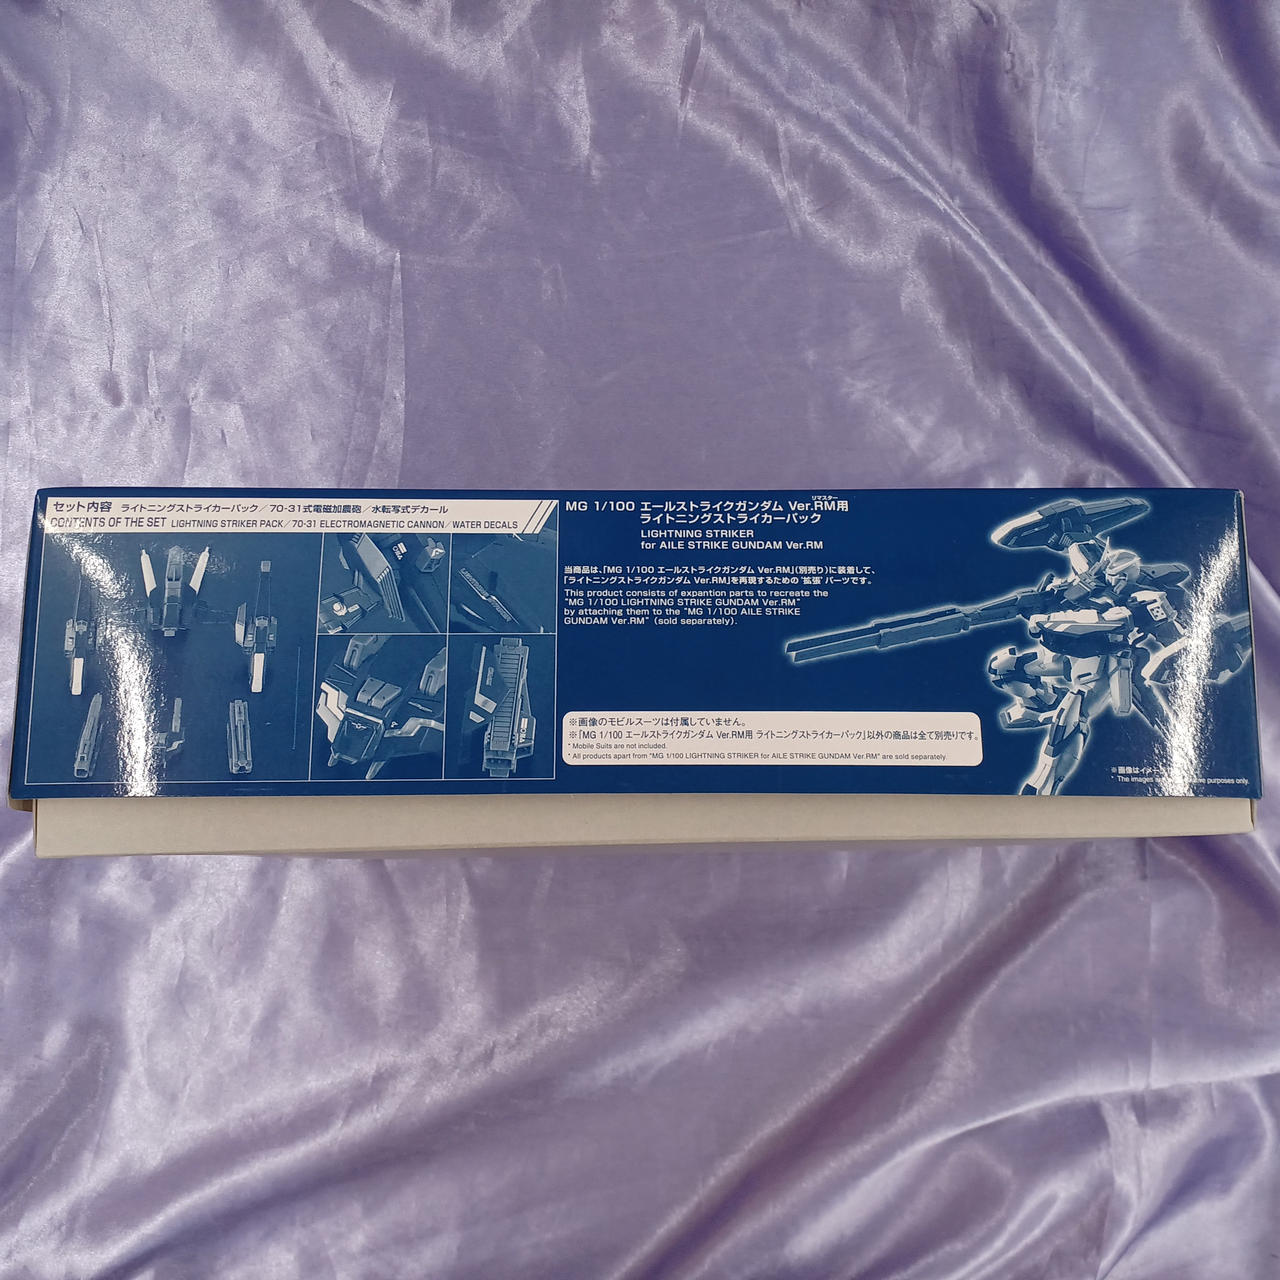 セット内容 ライトニングストライカーパック／70-31式電磁加農砲／水転写式デカール
CONTENTS OF THE SET LIGHTNING STRIKER PACK／70-31 ELECTROMAGNETIC CANNON／WATER DECALS
リマスター
MG 1/100 エールストライクガンダム Ver.RM用
ライトニングストライカーパック
LIGHTNING STRIKER
for AILE STRIKE GUNDAM Ver.RM
当商品は、「MG 1/100 エールストライクガンダム Ver.RM」(別売り)に装着して、
「ライトニングストライクガンダム Ver.RM」を再現するための"拡張"パーツです。
This product consists of expantion parts to recreate the
"MG 1/100 LIGHTNING STRIKE GUNDAM Ver.RM"
by attaching them to the "MG 1/100 AILE STRIKE
GUNDAM Ver.RM" (sold separately).
※画像のモビルスーツは付属していません。
※「MG 1/100 エールストライクガンダム Ver.RM用 ライトニングストライカーパック」以外の商品は全て別売りです。
* Mobile Suits are not included.
* All products apart from "MG 1/100 LIGHTNING STRIKER for AILE STRIKE GUNDAM Ver.RM" are sold separately.
※画像はイメー
* The images purposes only.